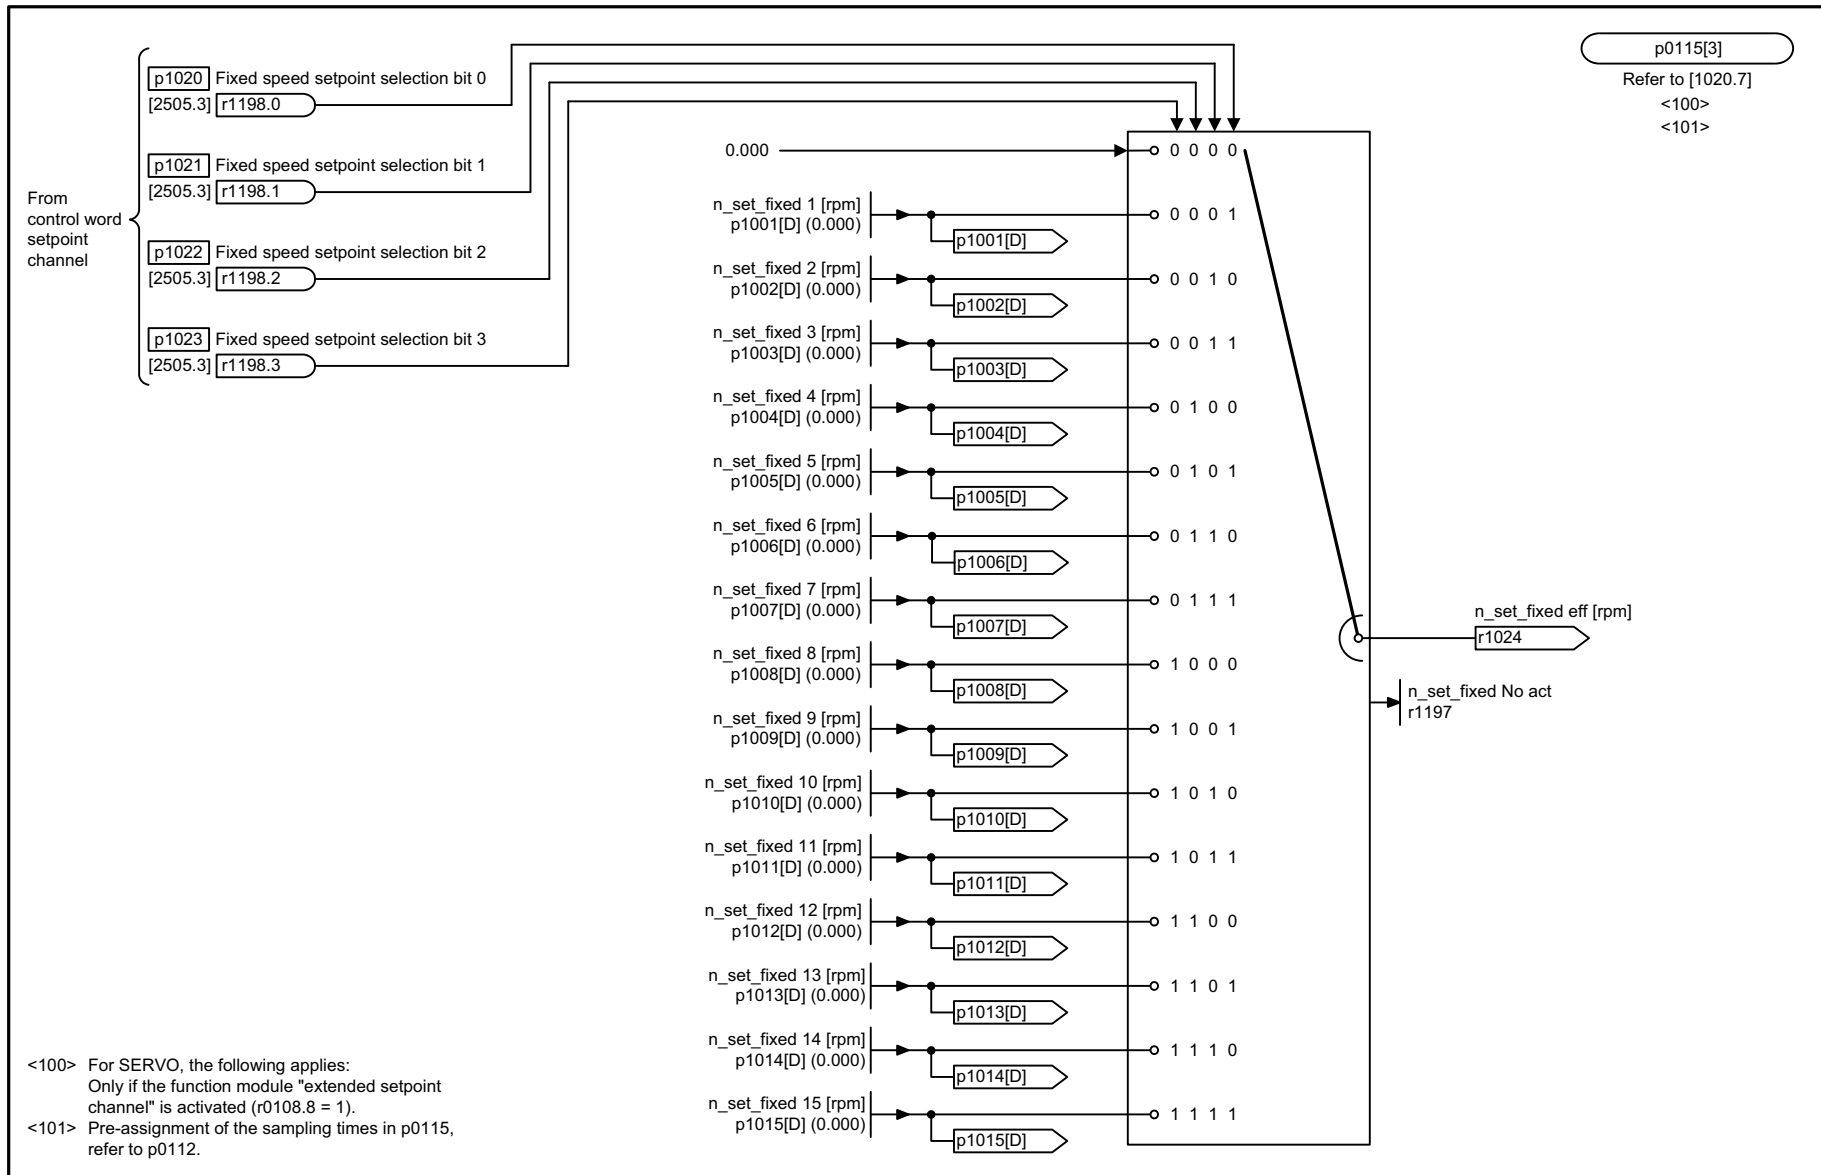 p0115[3]
Refer to [1020.7]
<100>
<101>
From
control word
setpoint
channel
p1020 Fixed speed setpoint selection bit 0
[2505.3] r1198.0
p1021 Fixed speed setpoint selection bit 1
[2505.3] r1198.1
p1022 Fixed speed setpoint selection bit 2
[2505.3] r1198.2
p1023 Fixed speed setpoint selection bit 3
[2505.3] r1198.3
0.000 0 0 0 0
n_set_fixed 1 [rpm]
p1001[D] (0.000) 0 0 0 1
p1001[D]
n_set_fixed 2 [rpm]
p1002[D] (0.000) 0 0 1 0
p1002[D]
n_set_fixed 3 [rpm]
p1003[D] (0.000) 0 0 1 1
p1003[D]
n_set_fixed 4 [rpm]
p1004[D] (0.000) 0 1 0 0
p1004[D]
n_set_fixed 5 [rpm]
p1005[D] (0.000) 0 1 0 1
p1005[D]
n_set_fixed 6 [rpm]
p1006[D] (0.000) 0 1 1 0
p1006[D]
n_set_fixed 7 [rpm]
p1007[D] (0.000) 0 1 1 1
p1007[D]
n_set_fixed 8 [rpm]
p1008[D] (0.000) 1 0 0 0
p1008[D]
n_set_fixed 9 [rpm]
p1009[D] (0.000) 1 0 0 1
p1009[D]
n_set_fixed 10 [rpm]
p1010[D] (0.000) 1 0 1 0
p1010[D]
n_set_fixed 11 [rpm]
p1011[D] (0.000) 1 0 1 1
p1011[D]
n_set_fixed 12 [rpm]
p1012[D] (0.000) 1 1 0 0
p1012[D]
n_set_fixed 13 [rpm]
p1013[D] (0.000) 1 1 0 1
p1013[D]
n_set_fixed 14 [rpm]
p1014[D] (0.000) 1 1 1 0
p1014[D]
n_set_fixed 15 [rpm]
p1015[D] (0.000) 1 1 1 1
p1015[D]
n_set_fixed eff [rpm]
r1024
n_set_fixed No act
r1197
<100> For SERVO, the following applies:
Only if the function module "extended setpoint
channel" is activated (r0108.8 = 1).
<101> Pre-assignment of the sampling times in p0115,
refer to p0112.